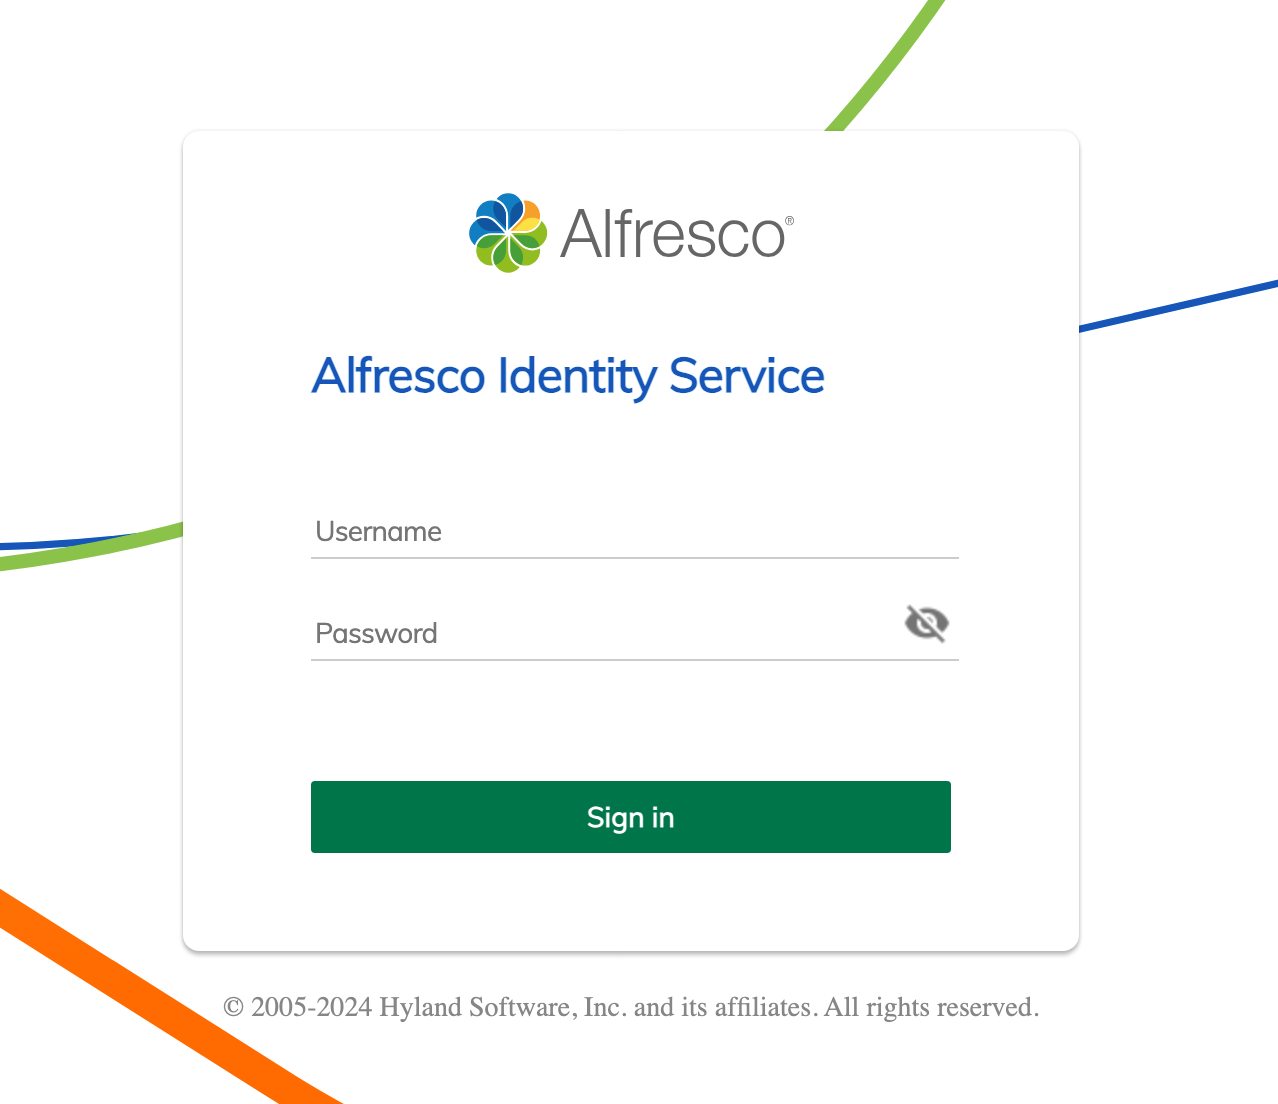 Alfresco®
Alfresco Identity Service
Username
Password
Sign in
© 2005-2024 Hyland Software, Inc. and its affiliates. All rights reserved.